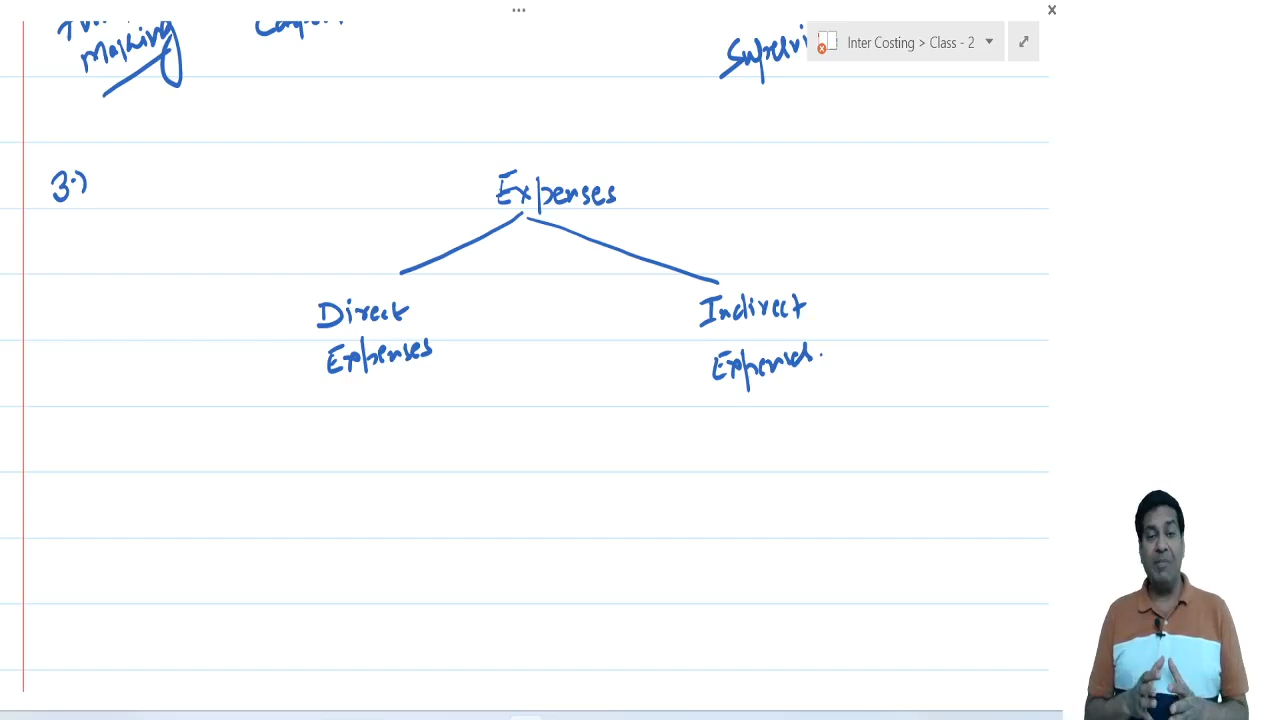 Making
Inter Costing > Class - 2
3.)
Expenses
Direct
Expenses
Indirect
Expenses.